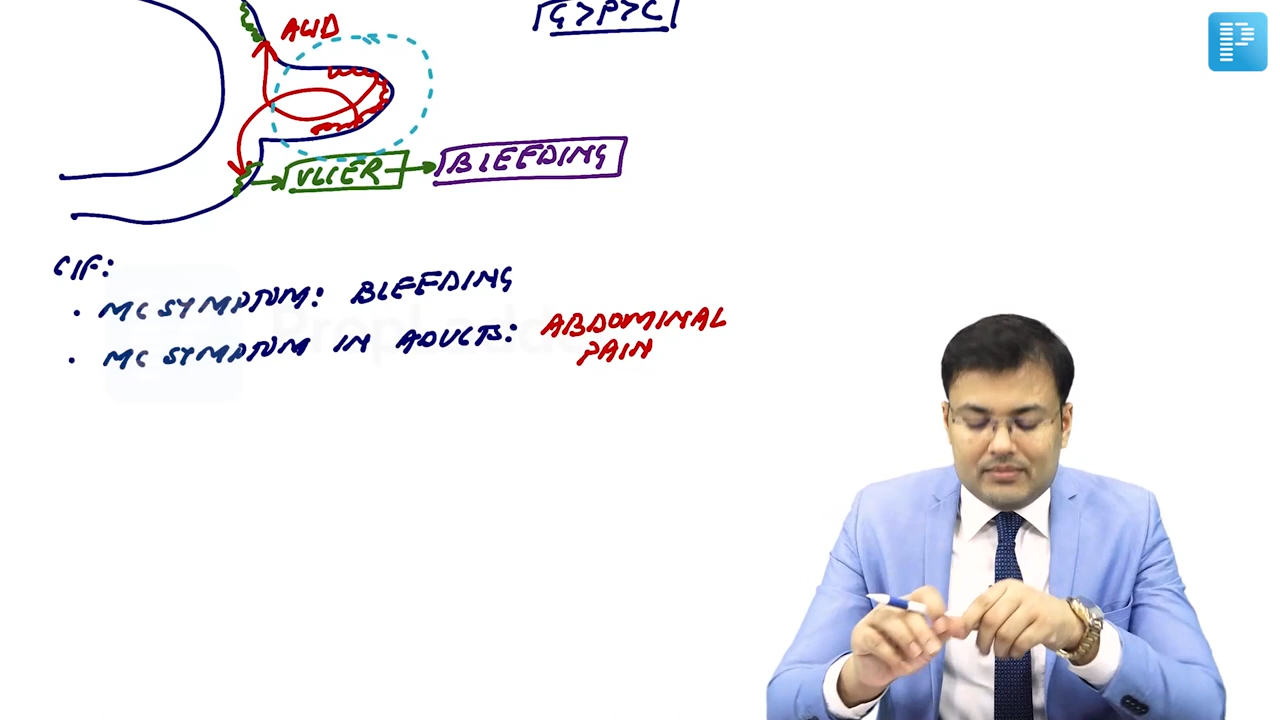 G>P>C
ACID
ULCER → BLEEDING
C/F:
• MC SYMPTOM: BLEEDING
• MC SYMPTOM IN ADULTS: ABDOMINAL
PAIN